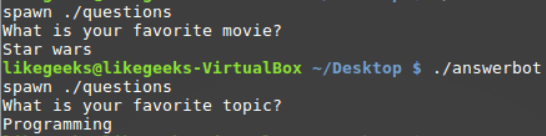 spawn ./questions
What is your favorite movie?
Star wars
likegeeks@likegeeks-VirtualBox ~/Desktop $ ./answerbot
spawn ./questions
What is your favorite topic?
Programming